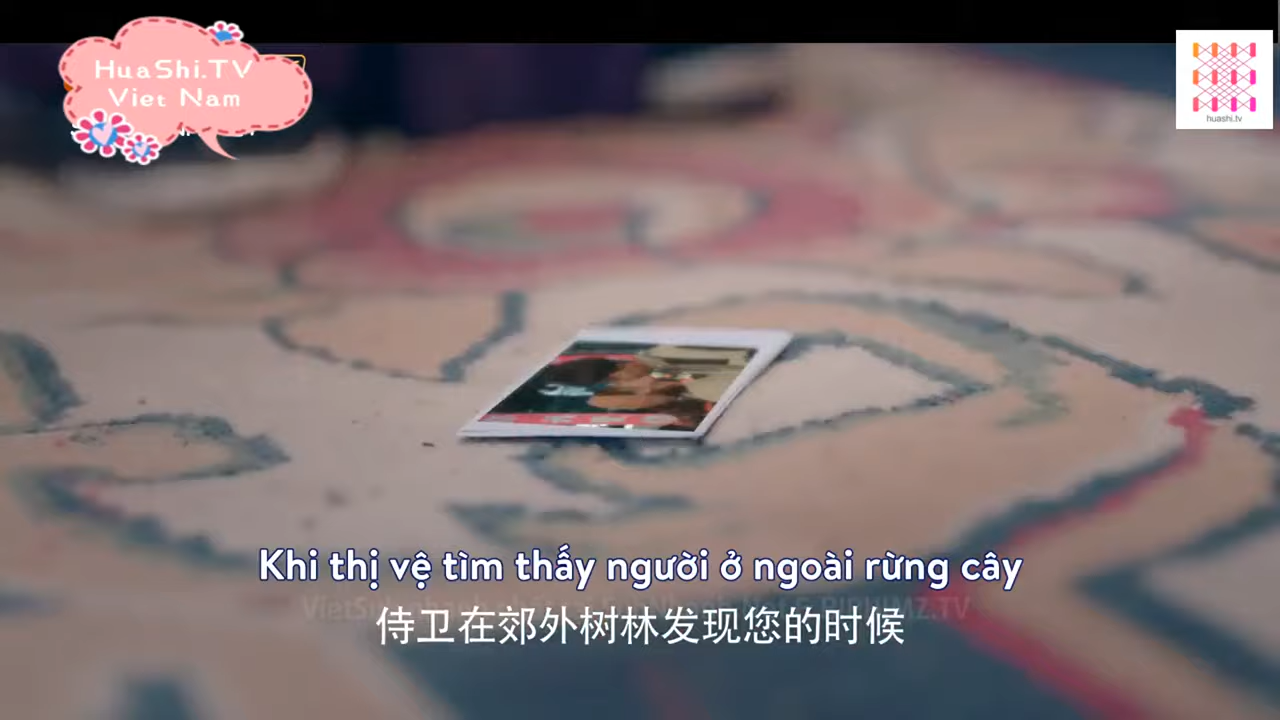 HuaShi.TV
Viet Nam
huashi.tv
Khi thị vệ tìm thấy người ở ngoài rừng cây
侍卫在郊外树林发现您的时候